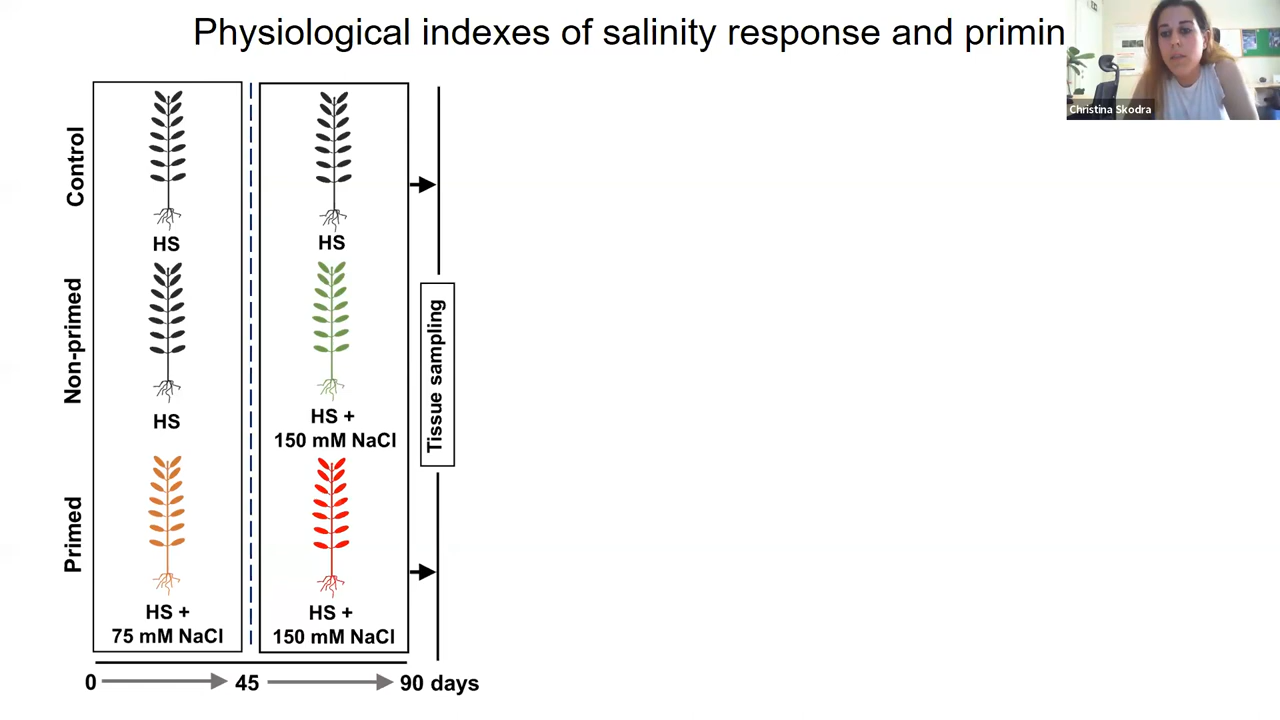 Physiological indexes of salinity response and primin
Christina Skodra
Control
HS
HS
Non-primed
HS
HS +
150 mM NaCl
Primed
HS +
75 mM NaCl
HS +
150 mM NaCl
Tissue sampling
0
45
90 days